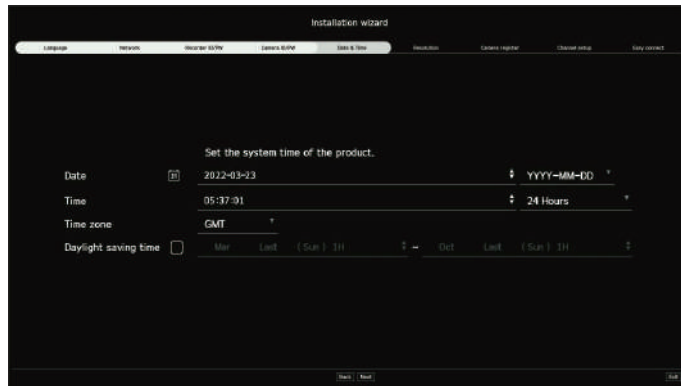 Installation wizard
Language Network Recorder ID/PW Camera ID/PW Date & Time Resolution Camera register Channel setup Easy connect
Set the system time of the product.
Date 2022-03-23 YYYY-MM-DD
Time 05:37:01 24 Hours
Time zone GMT
Daylight saving time Mar Last (Sun) 1H ~ Oct Last (Sun) 1H
Back Next Exit